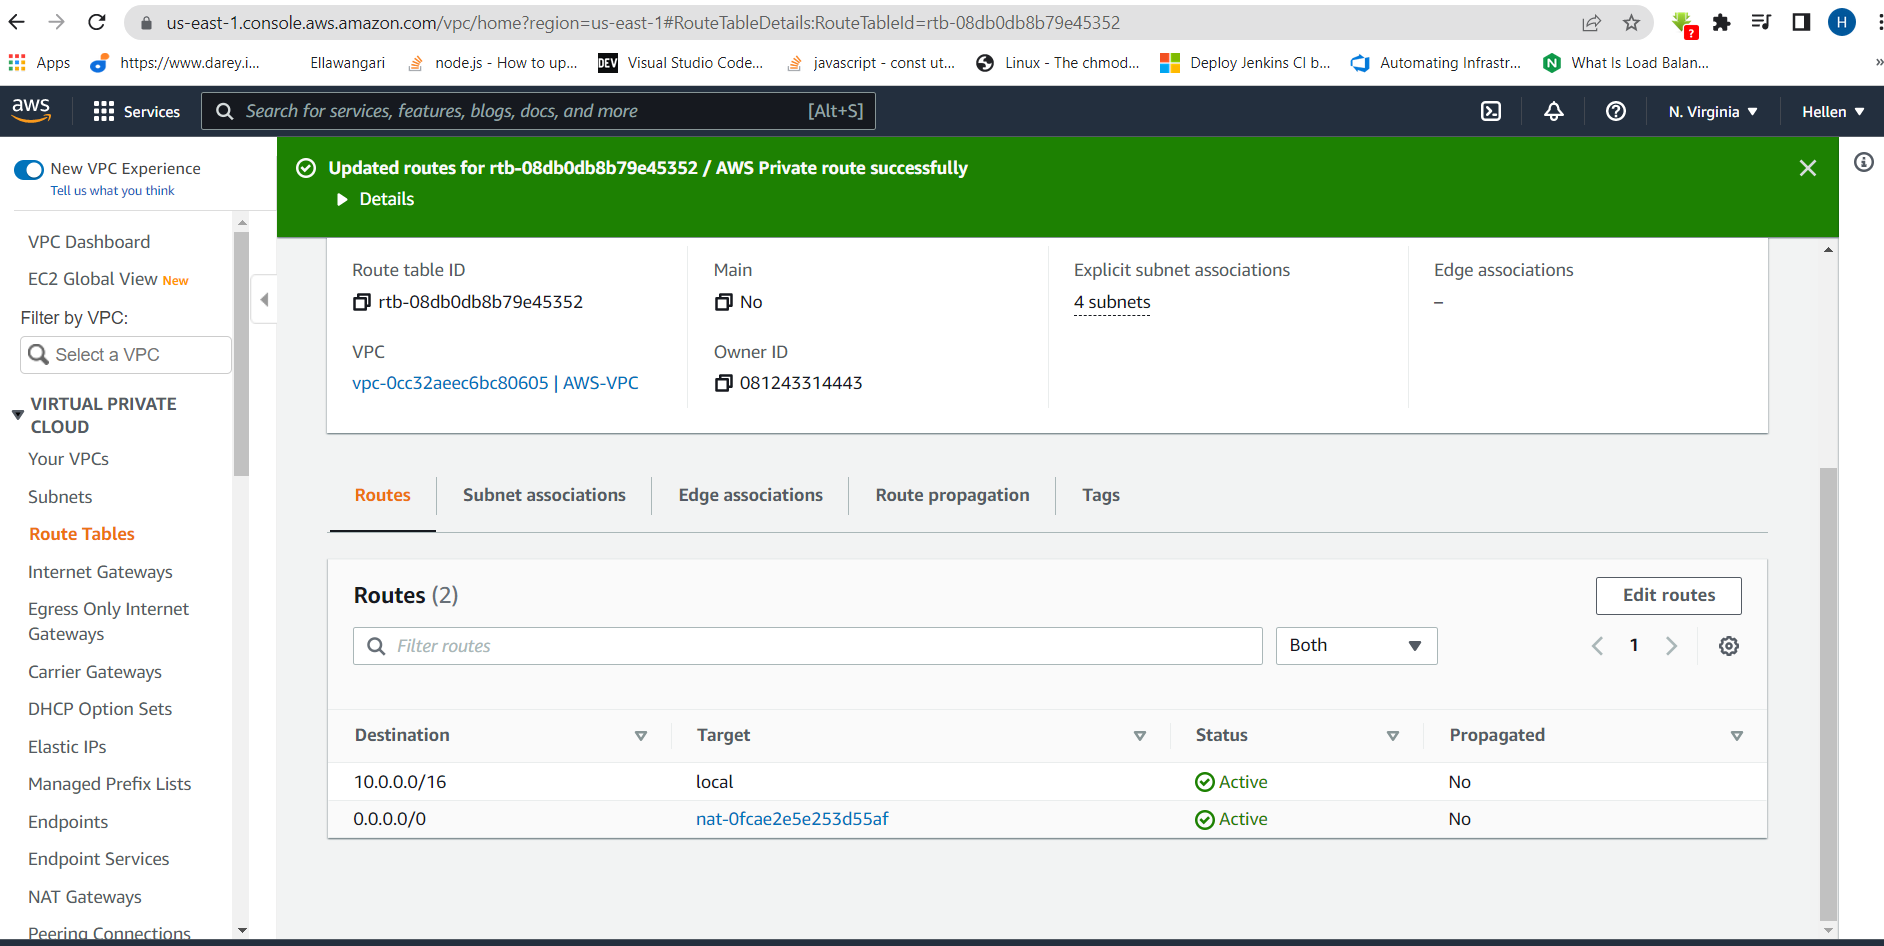 us-east-1.console.aws.amazon.com/vpc/home?region=us-east-1#RouteTableDetails:RouteTableId=rtb-08db0db8b79e45352
?
H
Apps
https://www.darey.i...
Ellawangari
node.js - How to up...
DEV
Visual Studio Code...
javascript - const ut...
Linux - The chmod...
Deploy Jenkins CI b...
Automating Infrastr...
N
What Is Load Balan...
»
aws
Services
Search for services, features, blogs, docs, and more
[Alt+S]
N. Virginia
Hellen
New VPC Experience
Tell us what you think
VPC Dashboard
EC2 Global View New
Filter by VPC:
Select a VPC
VIRTUAL PRIVATE
CLOUD
Your VPCs
Subnets
Route Tables
Internet Gateways
Egress Only Internet
Gateways
Carrier Gateways
DHCP Option Sets
Elastic IPs
Managed Prefix Lists
Endpoints
Endpoint Services
NAT Gateways
Peering Connections
Updated routes for rtb-08db0db8b79e45352 / AWS Private route successfully
Details
Route table ID
rtb-08db0db8b79e45352
Main
No
Explicit subnet associations
4 subnets
Edge associations
–
VPC
vpc-0cc32aeec6bc80605 | AWS-VPC
Owner ID
081243314443
Routes
Subnet associations
Edge associations
Route propagation
Tags
Routes (2)
Edit routes
Filter routes
Both
1
Destination
Target
Status
Propagated
10.0.0.0/16
local
Active
No
0.0.0.0/0
nat-0fcae2e5e253d55af
Active
No